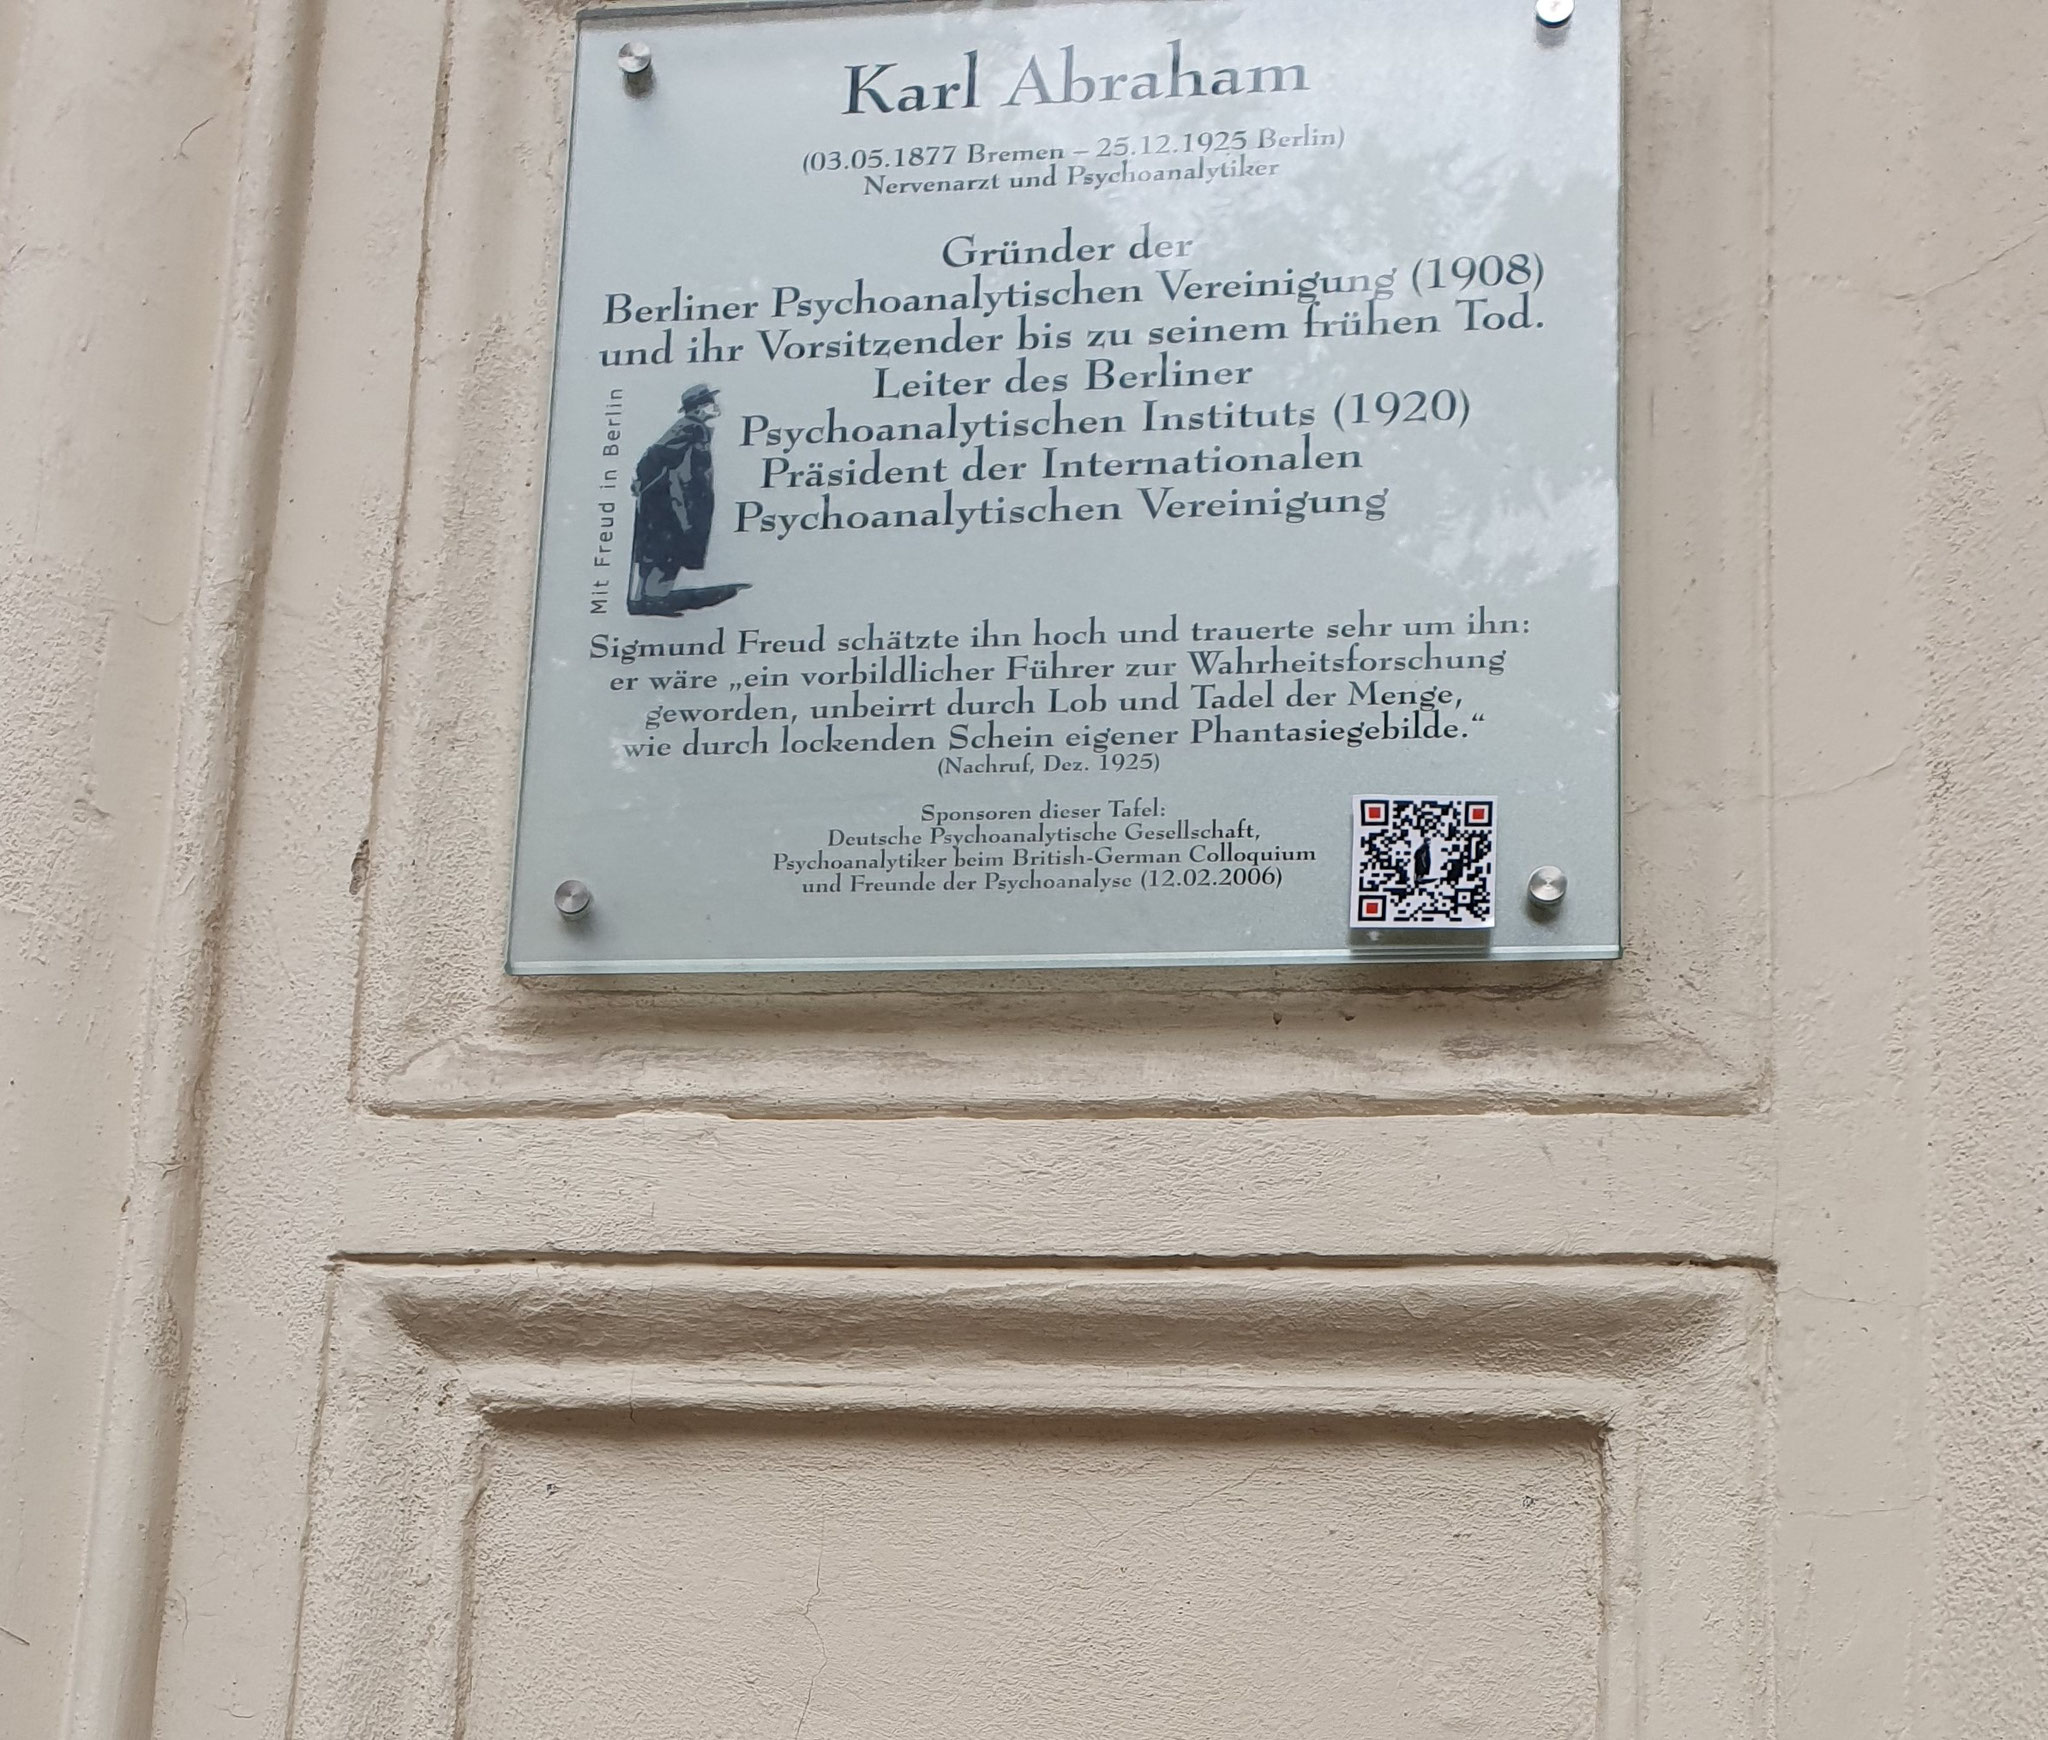 Karl Abraham
(03.05.1877 Bremen – 25.12.1925 Berlin)
Nervenarzt und Psychoanalytiker
Gründer der
Berliner Psychoanalytischen Vereinigung (1908)
und ihr Vorsitzender bis zu seinem frühen Tod.
Leiter des Berliner
Psychoanalytischen Instituts (1920)
Präsident der Internationalen
Psychoanalytischen Vereinigung
Mit Freud in Berlin
Sigmund Freud schätzte ihn hoch und trauerte sehr um ihn:
er wäre „ein vorbildlicher Führer zur Wahrheitsforschung
geworden, unbeirrt durch Lob und Tadel der Menge,
wie durch lockenden Schein eigener Phantasiegebilde.“
(Nachruf, Dez. 1925)
Sponsoren dieser Tafel:
Deutsche Psychoanalytische Gesellschaft,
Psychoanalytiker beim British-German Colloquium
und Freunde der Psychoanalyse (12.02.2006)